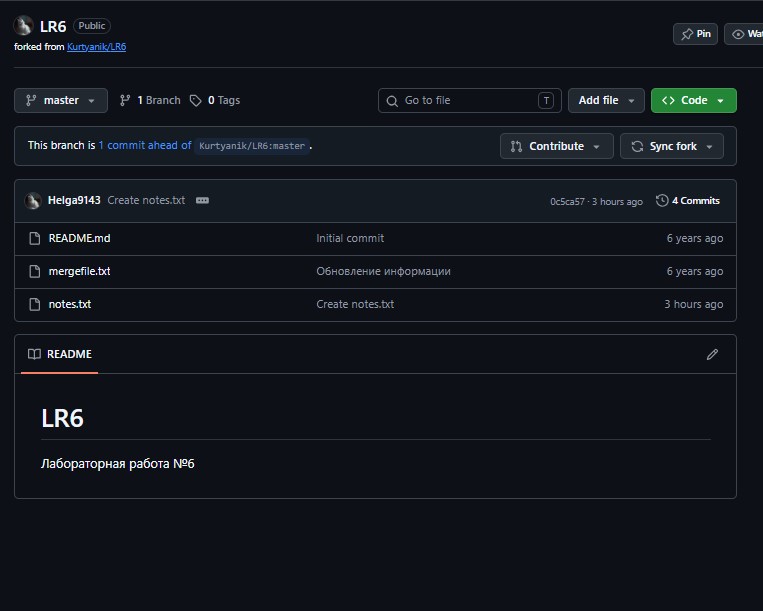 LR6 Public
Pin
forked from Kurtyanik/LR6
master 1 Branch 0 Tags Go to file T Add file Code
This branch is 1 commit ahead of Kurtyanik/LR6:master . Contribute Sync fork
Helga9143 Create notes.txt 0c5ca57 · 3 hours ago 4 Commits
README.md Initial commit 6 years ago
mergefile.txt Обновление информации 6 years ago
notes.txt Create notes.txt 3 hours ago
README
LR6
Лабораторная работа №6